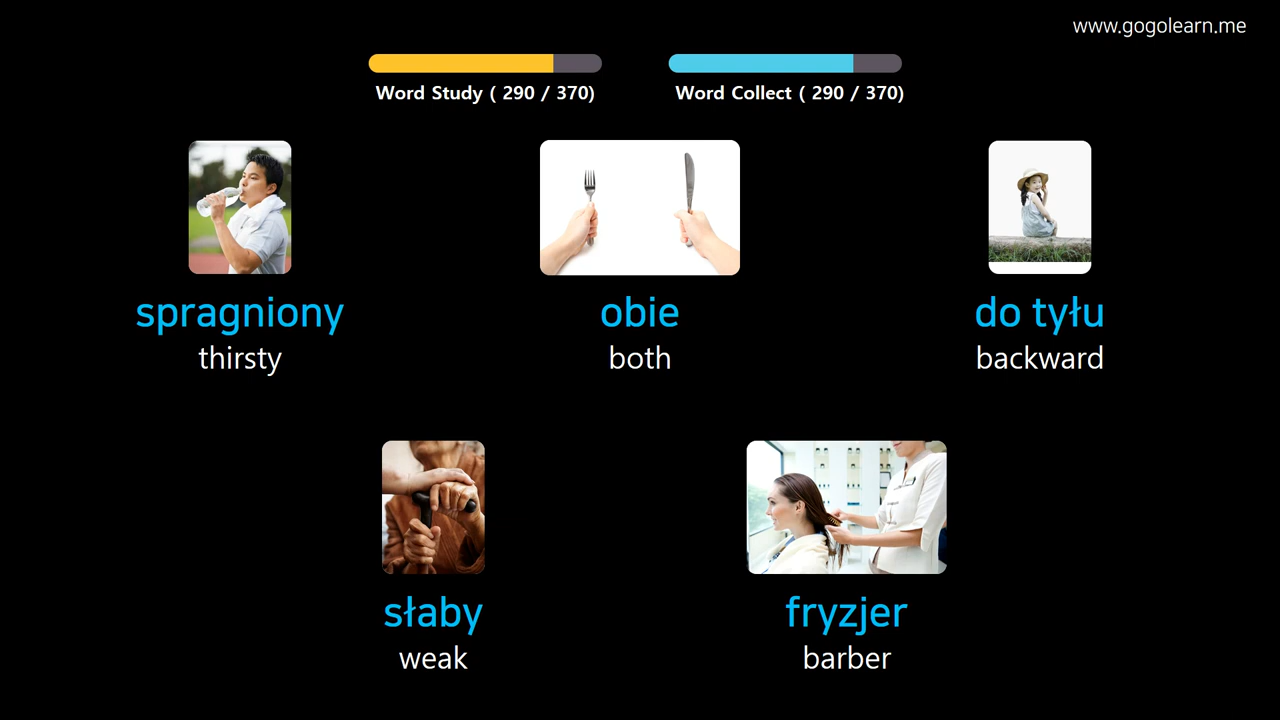 www.gogolearn.me
Word Study ( 290 / 370)
Word Collect ( 290 / 370)
spragniony
thirsty
obie
both
do tyłu
backward
słaby
weak
fryzjer
barber